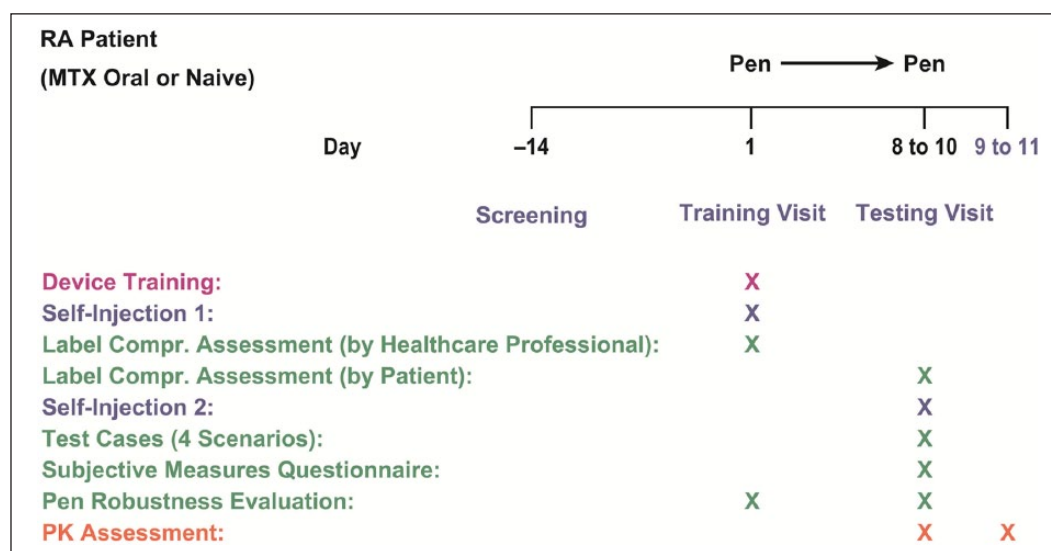 RA Patient
(MTX Oral or Naive)
Pen Pen
Day –14 1 8 to 10 9 to 11
Screening Training Visit Testing Visit
Device Training: X
Self-Injection 1: X
Label Compr. Assessment (by Healthcare Professional): X
Label Compr. Assessment (by Patient): X
Self-Injection 2: X
Test Cases (4 Scenarios): X
Subjective Measures Questionnaire: X
Pen Robustness Evaluation: X X
PK Assessment: X X